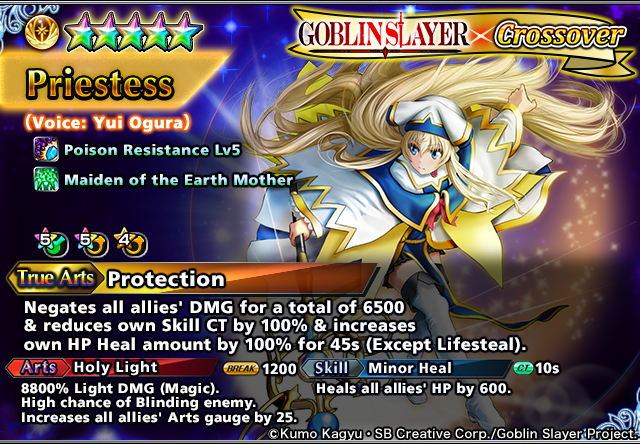 GOBLIN SLAYER × Crossover
Priestess
(Voice: Yui Ogura)
Poison Resistance Lv5
Maiden of the Earth Mother
5 5 4
True Arts Protection
Negates all allies' DMG for a total of 6500
& reduces own Skill CT by 100% & increases
own HP Heal amount by 100% for 45s (Except Lifesteal).
Arts Holy Light BREAK 1200
8800% Light DMG (Magic).
High chance of Blinding enemy.
Increases all allies' Arts gauge by 25.
Skill Minor Heal CT 10s
Heals all allies' HP by 600.
©Kumo Kagyu • SB Creative Corp./Goblin Slayer Project.